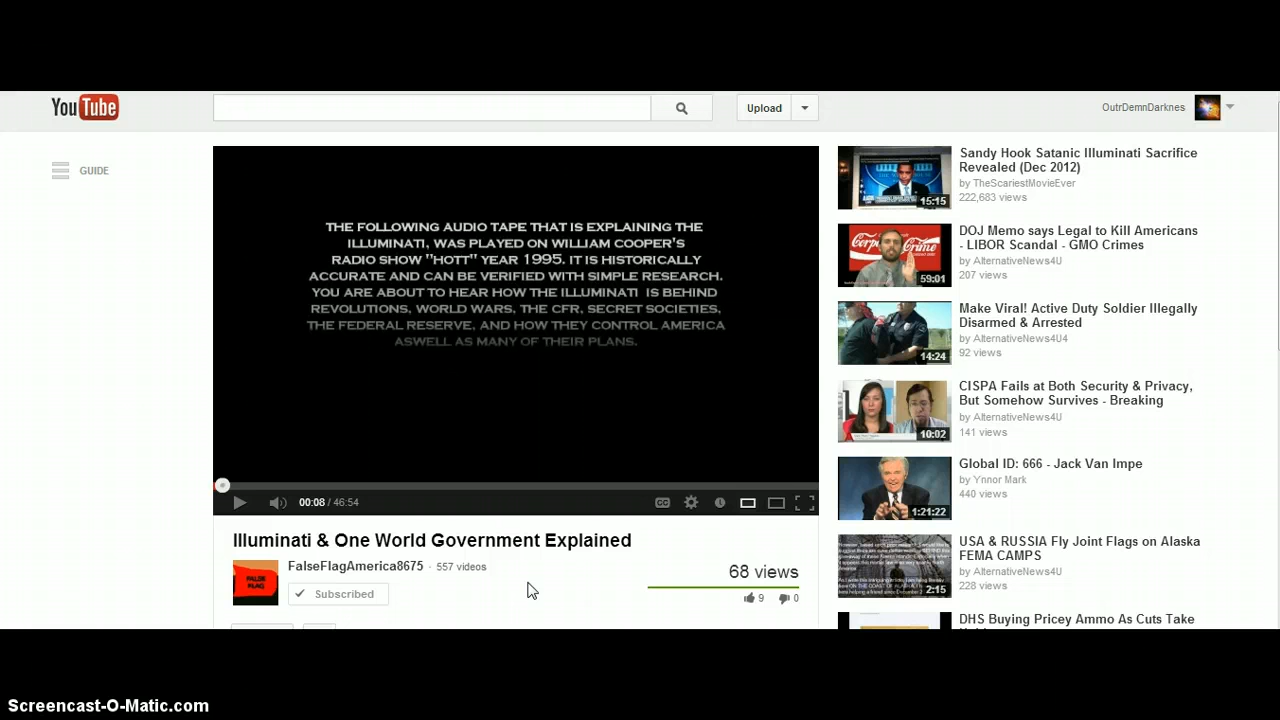 YouTube
Upload
OutrDemnDarknes
GUIDE
THE FOLLOWING AUDIO TAPE THAT IS EXPLAINING THE
ILLUMINATI, WAS PLAYED ON WILLIAM COOPER'S
RADIO SHOW "HOTT" YEAR 1995. IT IS HISTORICALLY
ACCURATE AND CAN BE VERIFIED WITH SIMPLE RESEARCH.
YOU ARE ABOUT TO HEAR HOW THE ILLUMINATI IS BEHIND
REVOLUTIONS, WORLD WARS, THE CFR, SECRET SOCIETIES,
THE FEDERAL RESERVE, AND HOW THEY CONTROL AMERICA
ASWELL AS MANY OF THEIR PLANS.
00:08 / 46:54
CC
Illuminati & One World Government Explained
FALSE
FLAG
FalseFlagAmerica8675 · 557 videos
Subscribed
68 views
9
0
15:15
Sandy Hook Satanic Illuminati Sacrifice
Revealed (Dec 2012)
by TheScariestMovieEver
222,683 views
Crime
59:01
DOJ Memo says Legal to Kill Americans
- LIBOR Scandal - GMO Crimes
by AlternativeNews4U
207 views
14:24
Make Viral! Active Duty Soldier Illegally
Disarmed & Arrested
by AlternativeNews4U4
92 views
10:02
CISPA Fails at Both Security & Privacy,
But Somehow Survives - Breaking
by AlternativeNews4U
141 views
1:21:22
Global ID: 666 - Jack Van Impe
by Y'nnor Mark
440 views
2:15
USA & RUSSIA Fly Joint Flags on Alaska
FEMA CAMPS
by AlternativeNews4U
228 views
DHS Buying Pricey Ammo As Cuts Take
Screencast-O-Matic.com